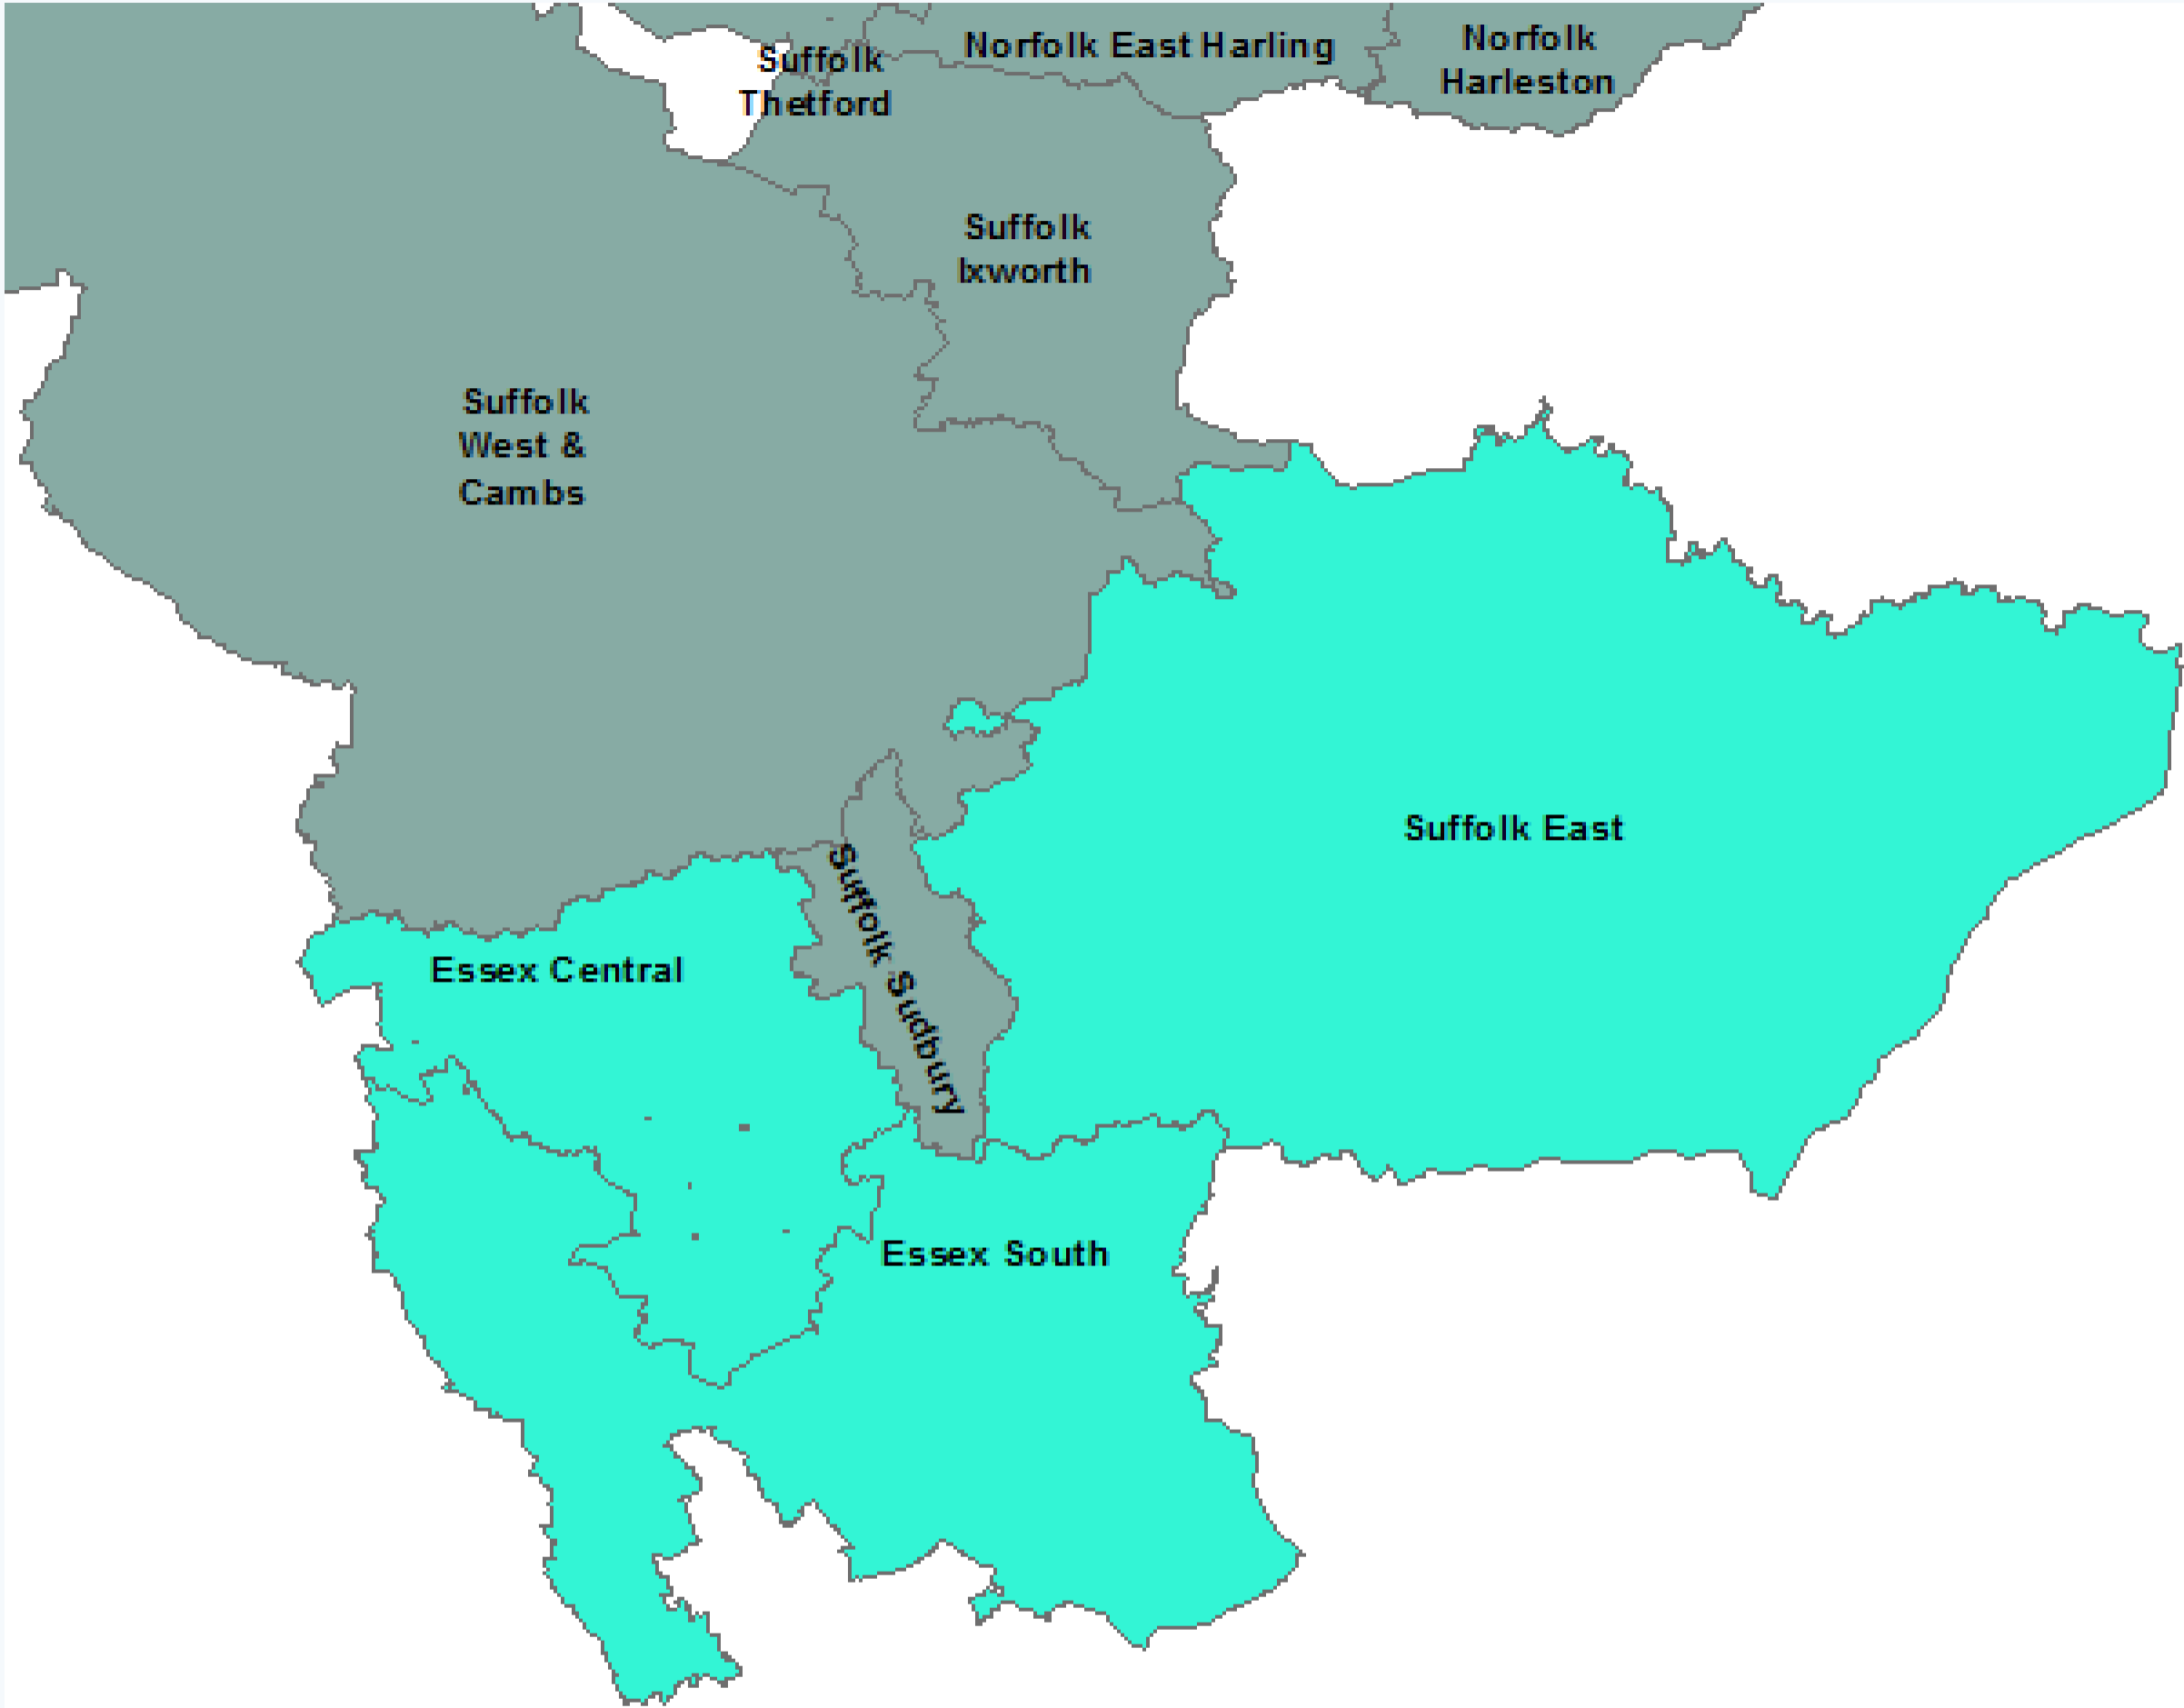 Suffolk
Thetford
Norfolk East Harling
Norfolk
Harleston
Suffolk
Ixworth
Suffolk
West &
Cambs
Suffolk East
Suffolk Sudbury
Essex Central
Essex South